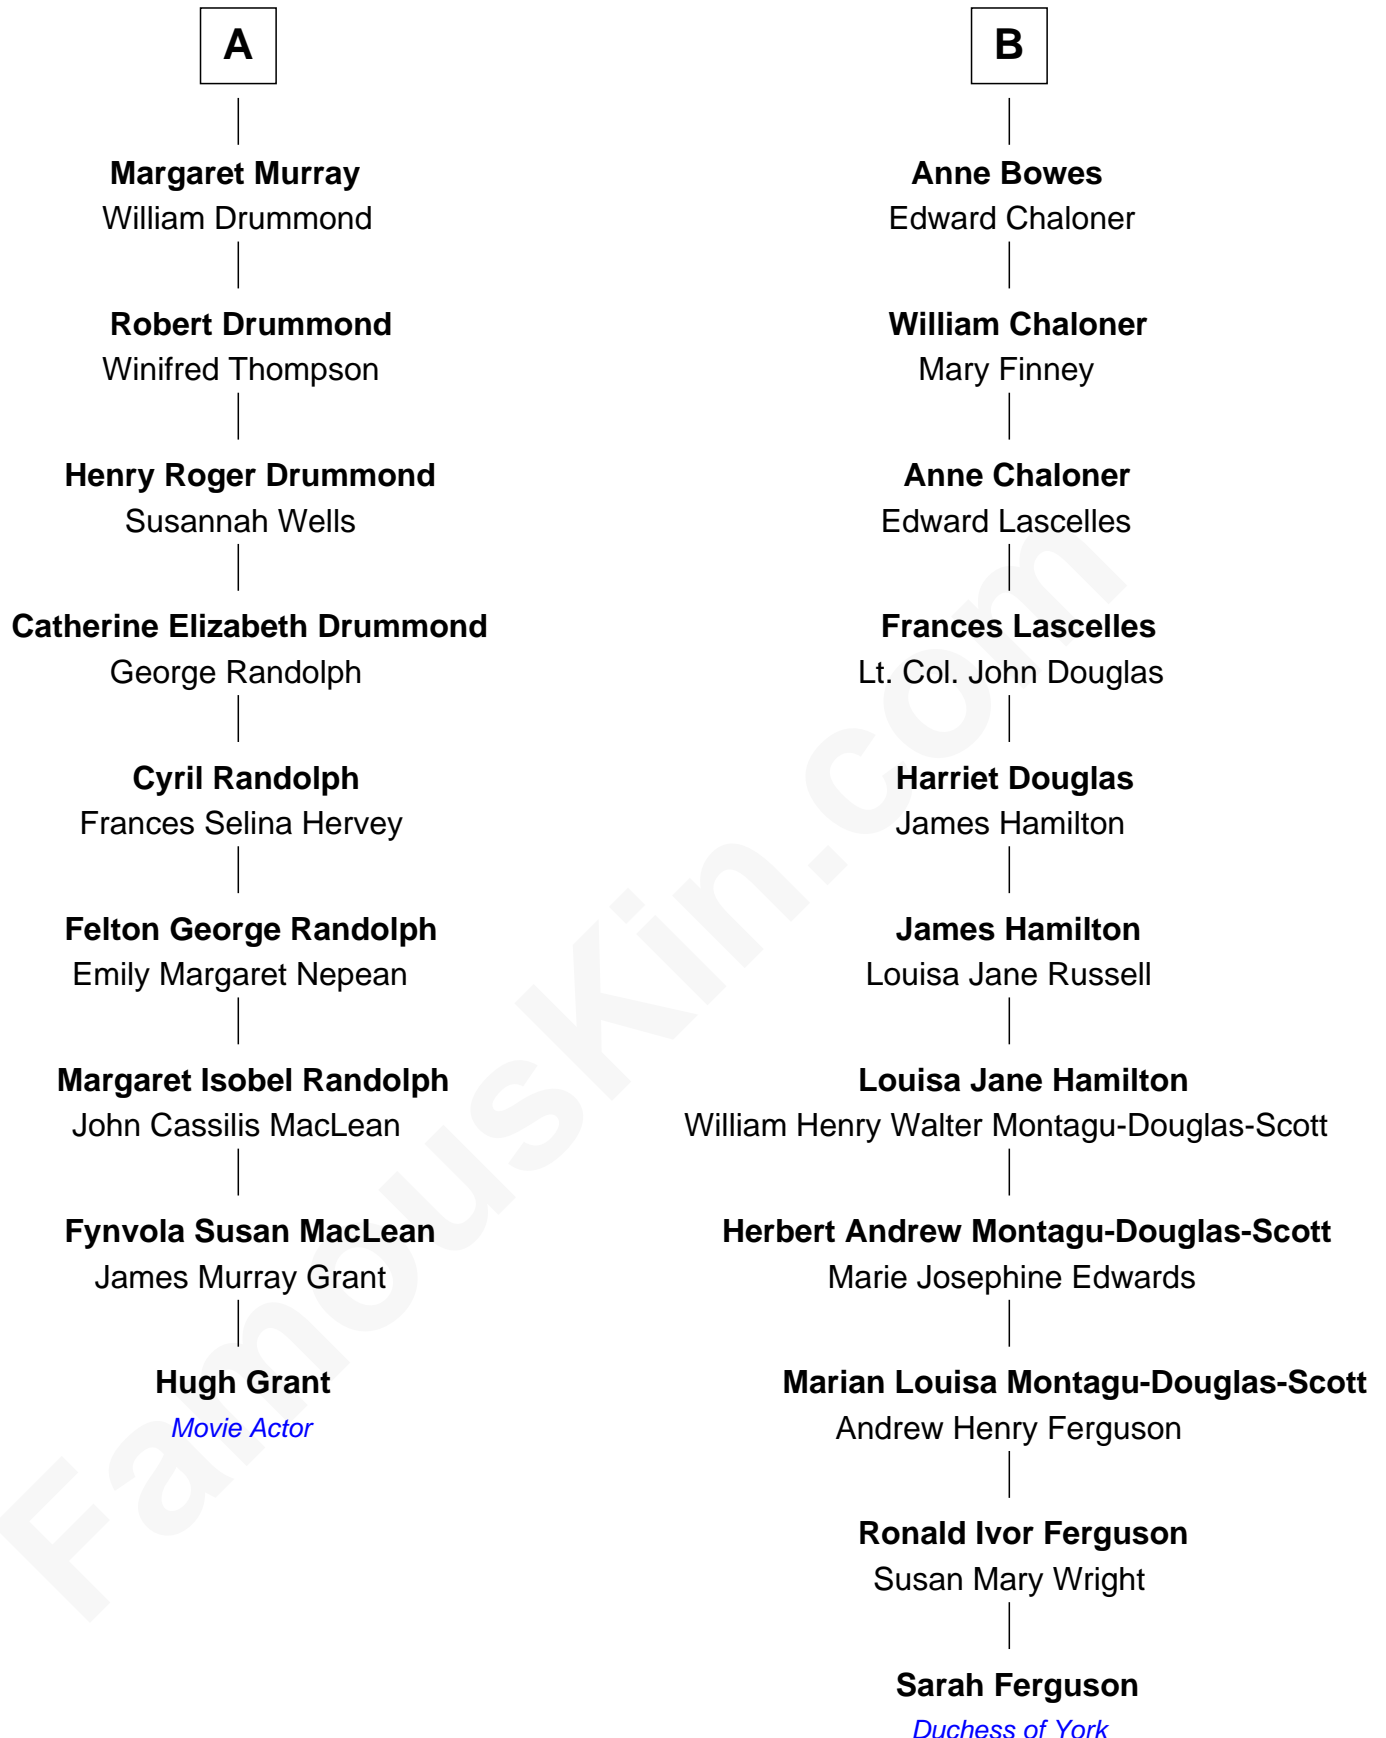 A
Margaret Murray
William Drummond
Robert Drummond
Winifred Thompson
Henry Roger Drummond
Susannah Wells
Catherine Elizabeth Drummond
George Randolph
Cyril Randolph
Frances Selina Hervey
Felton George Randolph
Emily Margaret Nepean
Margaret Isobel Randolph
John Cassilis MacLean
Fynvola Susan MacLean
James Murray Grant
Hugh Grant
Movie Actor
B
Anne Bowes
Edward Chaloner
William Chaloner
Mary Finney
Anne Chaloner
Edward Lascelles
Frances Lascelles
Lt. Col. John Douglas
Harriet Douglas
James Hamilton
James Hamilton
Louisa Jane Russell
Louisa Jane Hamilton
William Henry Walter Montagu-Douglas-Scott
Herbert Andrew Montagu-Douglas-Scott
Marie Josephine Edwards
Marian Louisa Montagu-Douglas-Scott
Andrew Henry Ferguson
Ronald Ivor Ferguson
Susan Mary Wright
Sarah Ferguson
Duchess of York
FamousKin.com